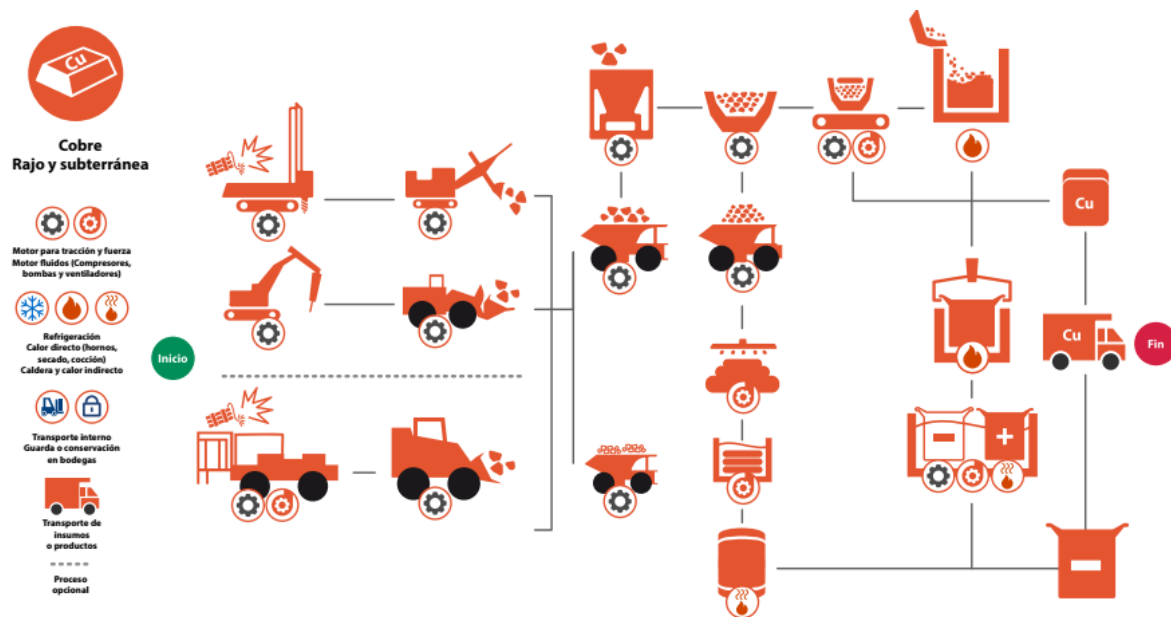 Cu
Cobre
Rajo y subterránea
Motor para tracción y fuerza
Motor fluidos (Compresores,
bombas y ventiladores)
Refrigeración
Calor directo (hornos,
secado, cocción)
Caldera y calor indirecto
Transporte interno
Guarda o conservación
en bodegas
Transporte de
insumos
o productos
Proceso
opcional
Inicio
Cu
Cu
Fin